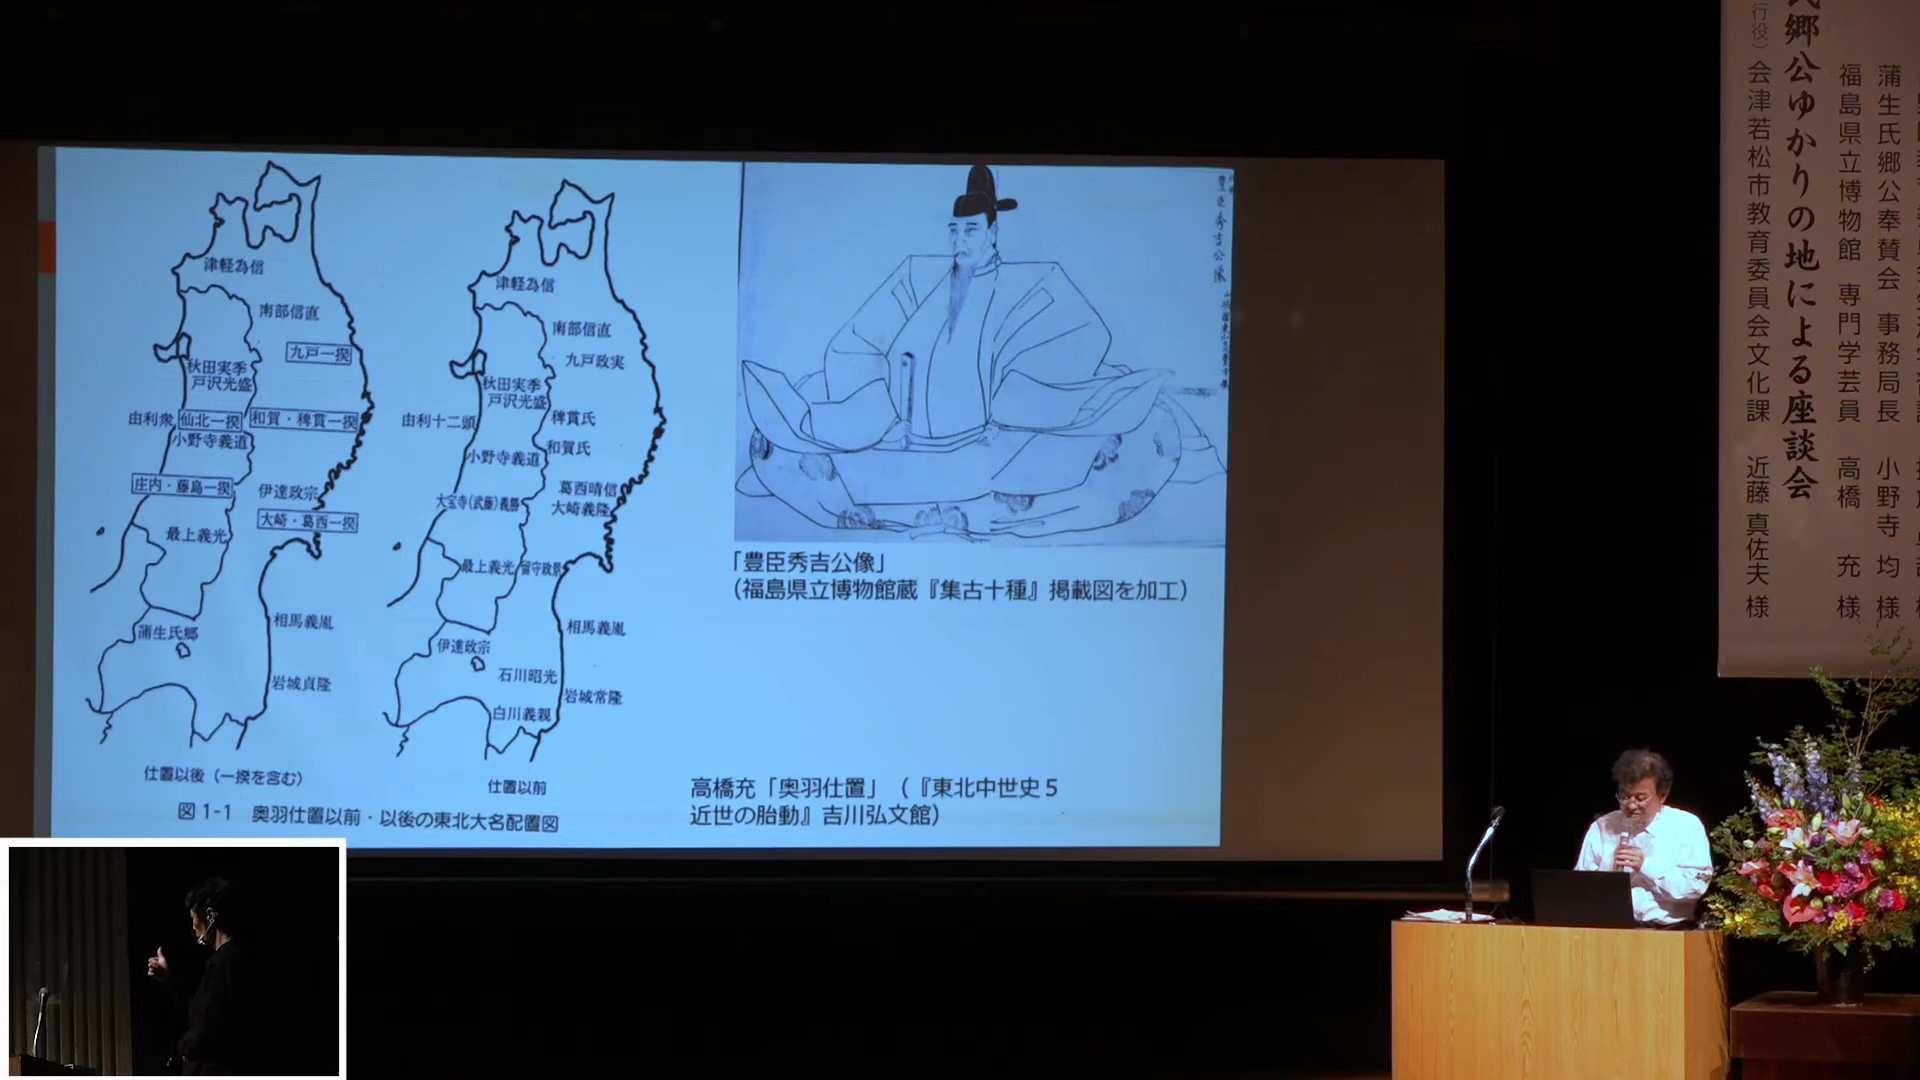 津軽為信
南部信直
九戸一揆
秋田実季
戸沢光盛
由利衆
仙北一揆
和賀・稗貫一揆
小野寺義道
庄内・藤島一揆
伊達政宗
大崎・葛西一揆
最上義光
蒲生氏郷
相馬義胤
岩城貞隆
仕置以後（一揆を含む）
津軽為信
南部信直
九戸政実
秋田実季
戸沢光盛
由利十二頭
稗貫氏
和賀氏
小野寺義道
葛西晴信
大宝寺(武藤)義勝
大崎義隆
最上義光
留守政景
伊達政宗
相馬義胤
石川昭光
岩城常隆
白川義親
仕置以前
図 1-1　奥羽仕置以前・以後の東北大名配置図
豊臣秀吉公像
「豊臣秀吉公像」
（福島県立博物館蔵『集古十種』掲載図を加工）
高橋充「奥羽仕置」（『東北中世史５
近世の胎動』吉川弘文館）
蒲生氏郷公奉賛会 事務局長 小野寺 均 様
福島県立博物館 専門学芸員 高橋 充 様
郷公ゆかりの地による座談会
行役）会津若松市教育委員会文化課 近藤 真佐夫 様